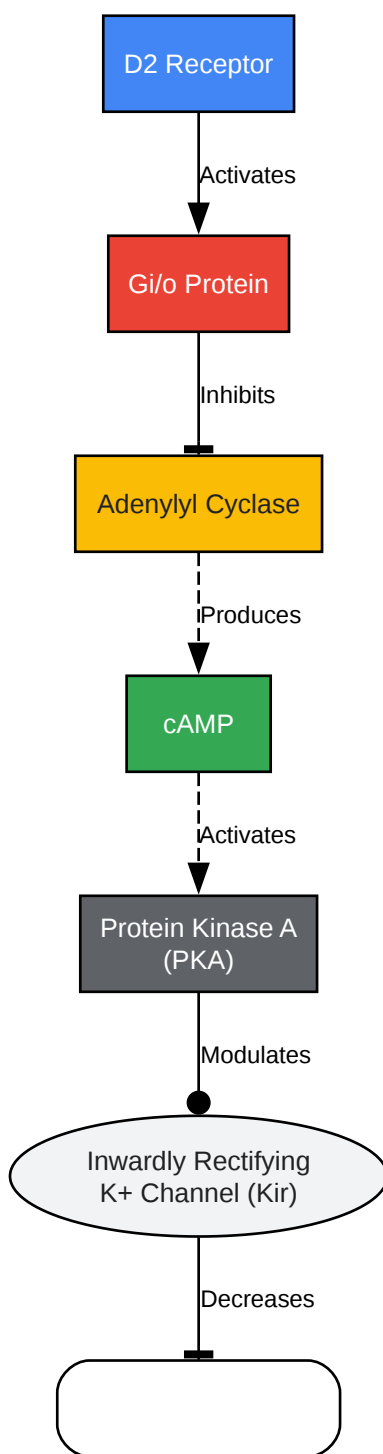 D2 Receptor
Activates
Gi/o Protein
Inhibits
Adenylyl Cyclase
Produces
cAMP
Activates
Protein Kinase A
(PKA)
Modulates
Inwardly Rectifying
K+ Channel (Kir)
Decreases